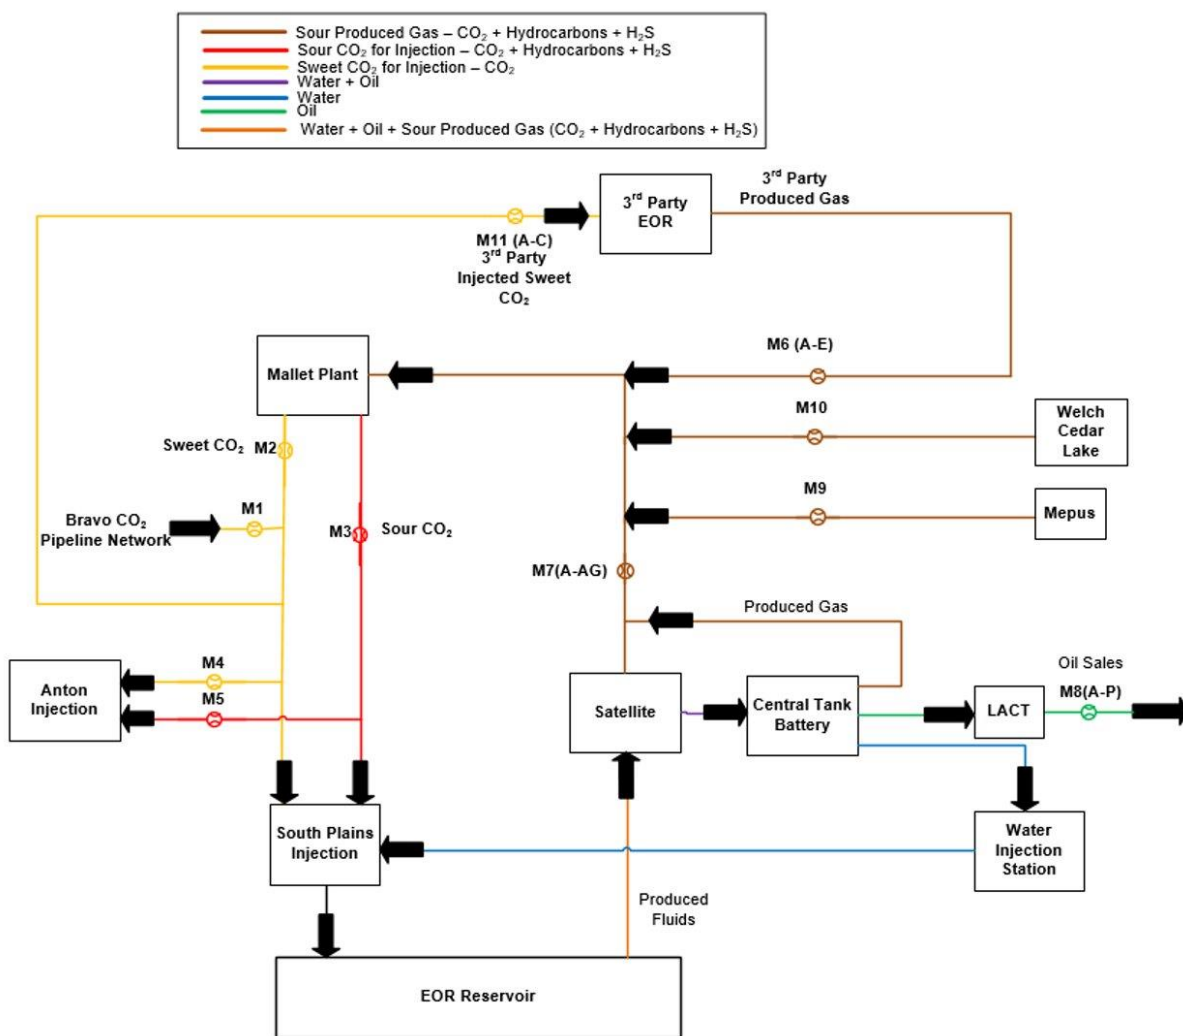 Sour Produced Gas – CO₂ + Hydrocarbons + H₂S
Sour CO₂ for Injection – CO₂ + Hydrocarbons + H₂S
Sweet CO₂ for Injection – CO₂
Water + Oil
Water
Oil
Water + Oil + Sour Produced Gas (CO₂ + Hydrocarbons + H₂S)
3rd Party
EOR
3rd Party
Produced Gas
M11 (A-C)
3rd Party
Injected Sweet
CO₂
M6 (A-E)
Mallet Plant
M10
Welch
Cedar
Lake
Sweet CO₂
M2
M9
Mepus
M1
Bravo CO₂
Pipeline Network
M3
Sour CO₂
M7(A-AG)
Produced Gas
M4
Anton
Injection
M5
Satellite
Central Tank
Battery
LACT
Oil Sales
M8(A-P)
South Plains
Injection
Water
Injection
Station
Produced
Fluids
EOR Reservoir